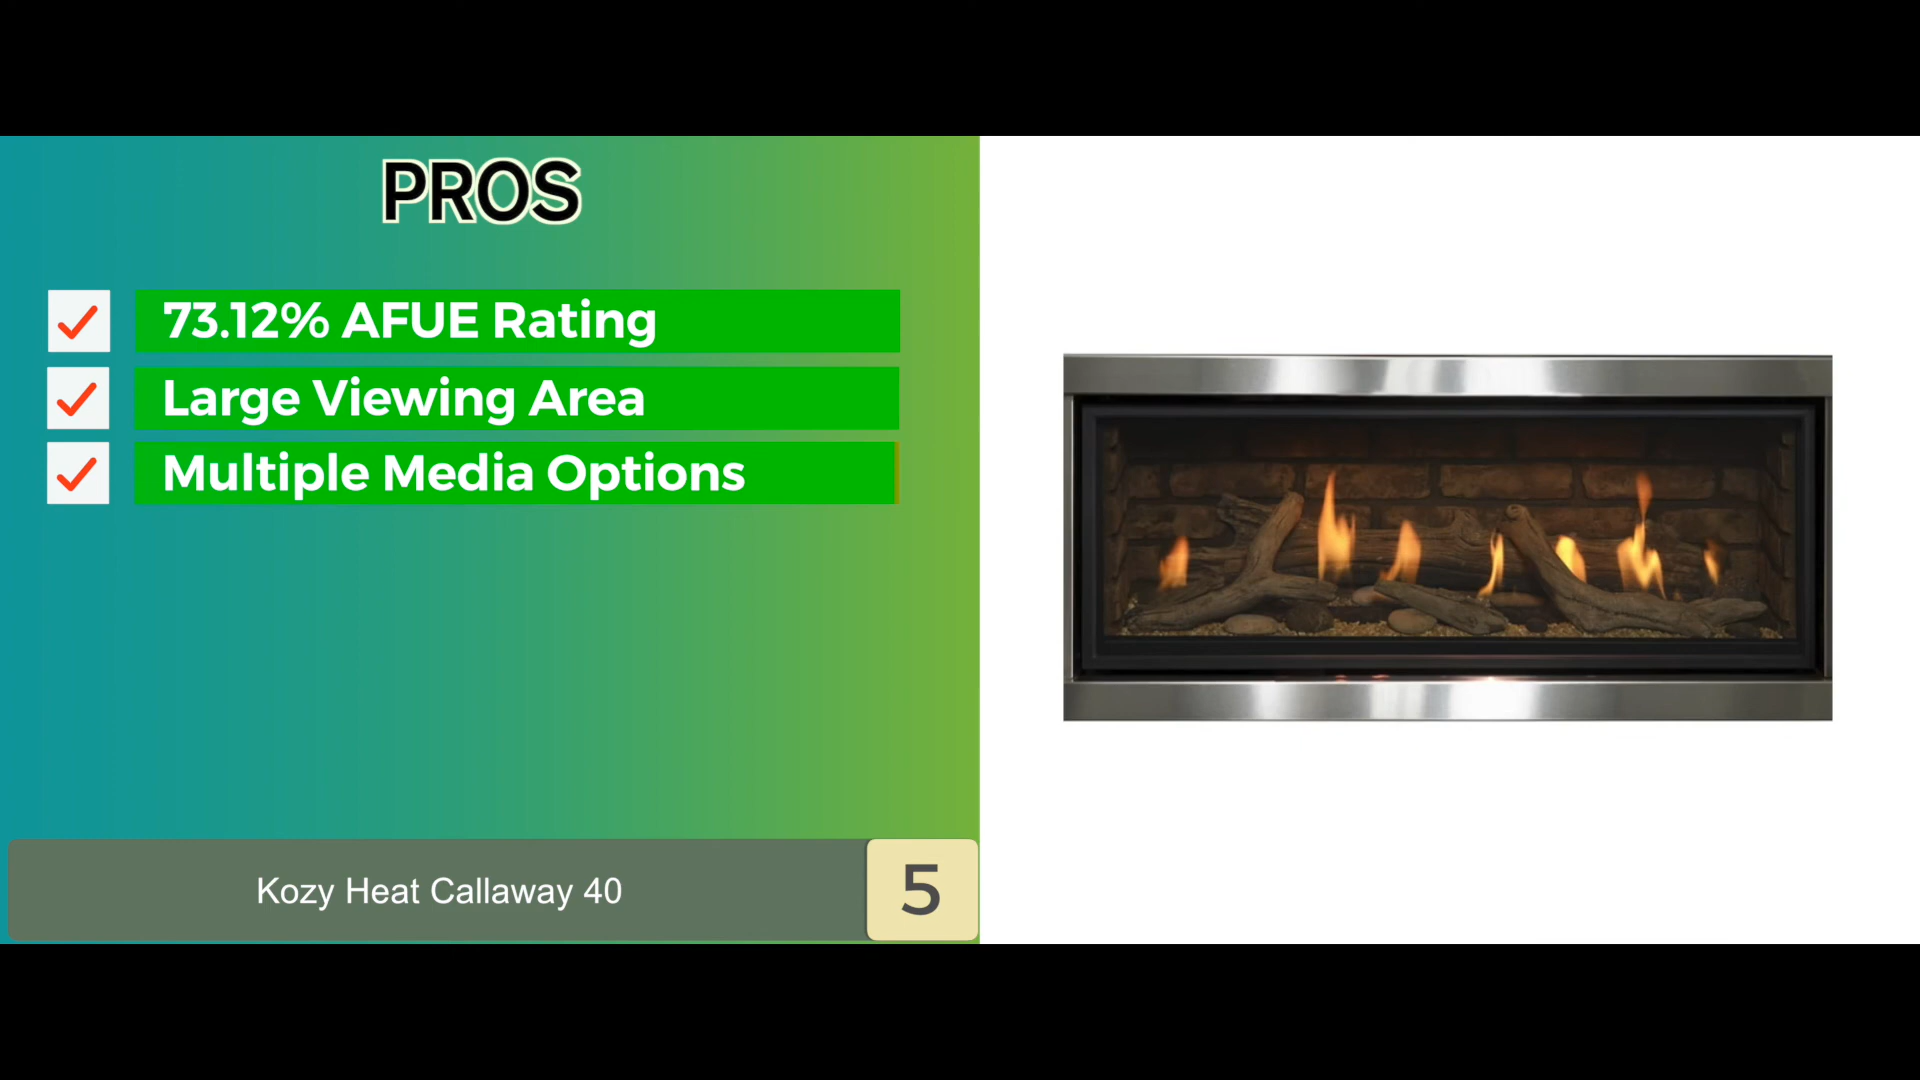 PROS
73.12% AFUE Rating
Large Viewing Area
Multiple Media Options
Kozy Heat Callaway 40
5